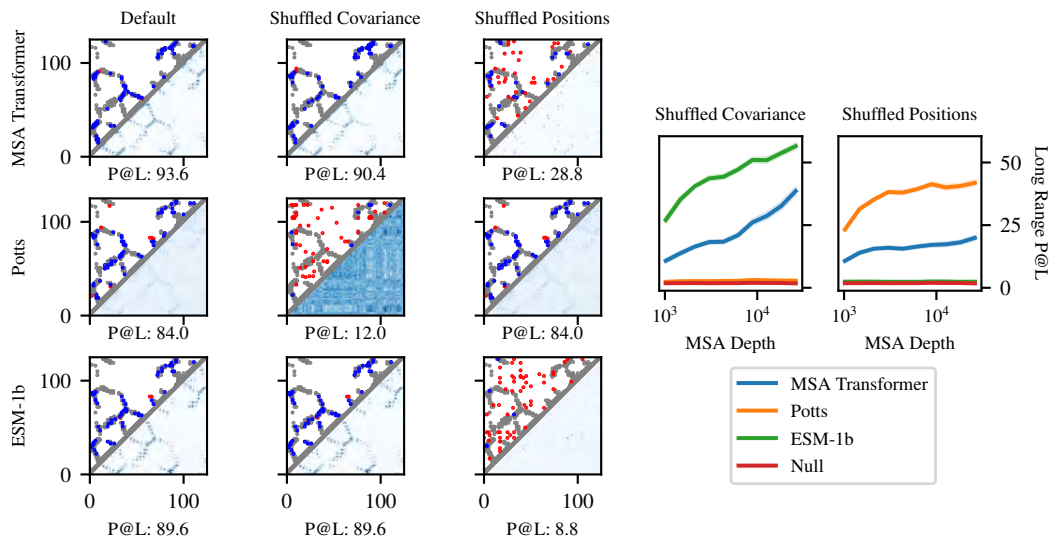 Default
Shuffled Covariance
Shuffled Positions
MSA Transformer
100
0
P@L: 93.6
P@L: 90.4
P@L: 28.8
Potts
100
0
P@L: 84.0
P@L: 12.0
P@L: 84.0
ESM-1b
100
0
0 100
0 100
0 100
P@L: 89.6
P@L: 89.6
P@L: 8.8
Shuffled Covariance
Shuffled Positions
50
25
0
Long Range P@L
10³ 10⁴
10³ 10⁴
MSA Depth
MSA Depth
MSA Transformer
Potts
ESM-1b
Null